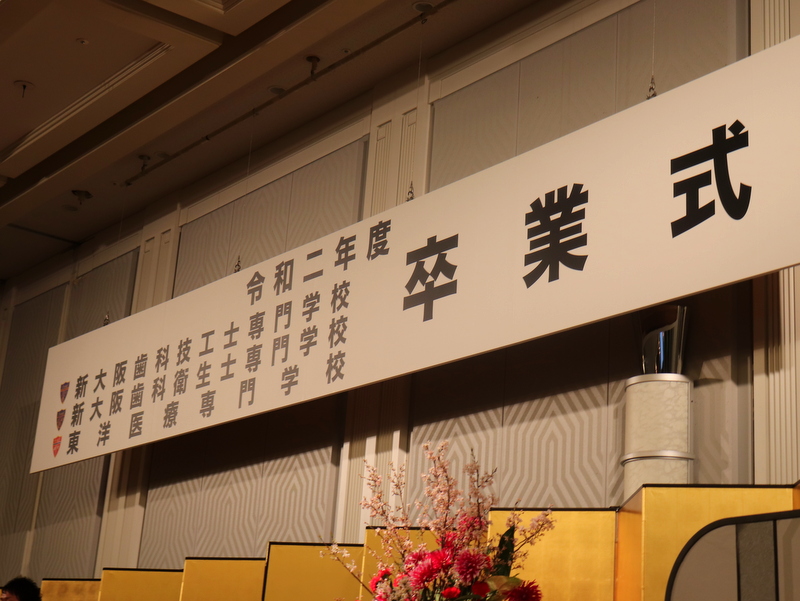 令和二年度
新大阪歯科技工士専門学校
新大阪歯科衛生士専門学校
東洋医療専門学校
卒業式